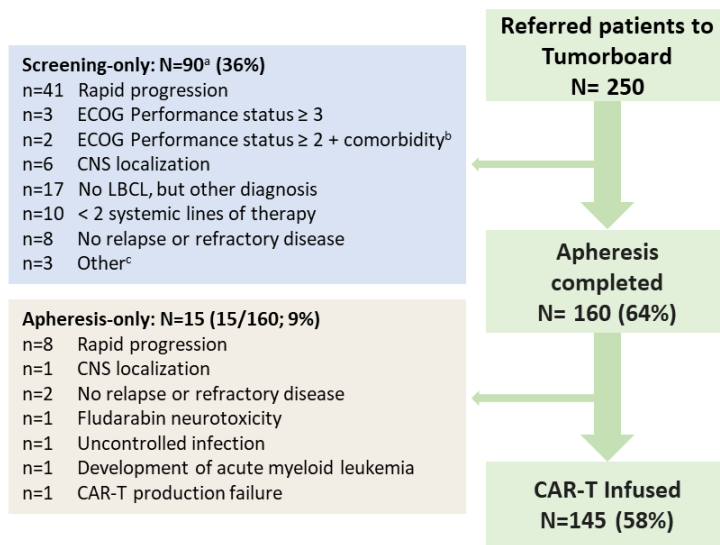 Referred patients to
Tumorboard
N= 250
Screening-only: N=90ᵃ (36%)
n=41 Rapid progression
n=3 ECOG Performance status ≥ 3
n=2 ECOG Performance status ≥ 2 + comorbidityᵇ
n=6 CNS localization
n=17 No LBCL, but other diagnosis
n=10 < 2 systemic lines of therapy
n=8 No relapse or refractory disease
n=3 Otherᶜ
Apheresis
completed
N= 160 (64%)
Apheresis-only: N=15 (15/160; 9%)
n=8 Rapid progression
n=1 CNS localization
n=2 No relapse or refractory disease
n=1 Fludarabin neurotoxicity
n=1 Uncontrolled infection
n=1 Development of acute myeloid leukemia
n=1 CAR-T production failure
CAR-T Infused
N=145 (58%)